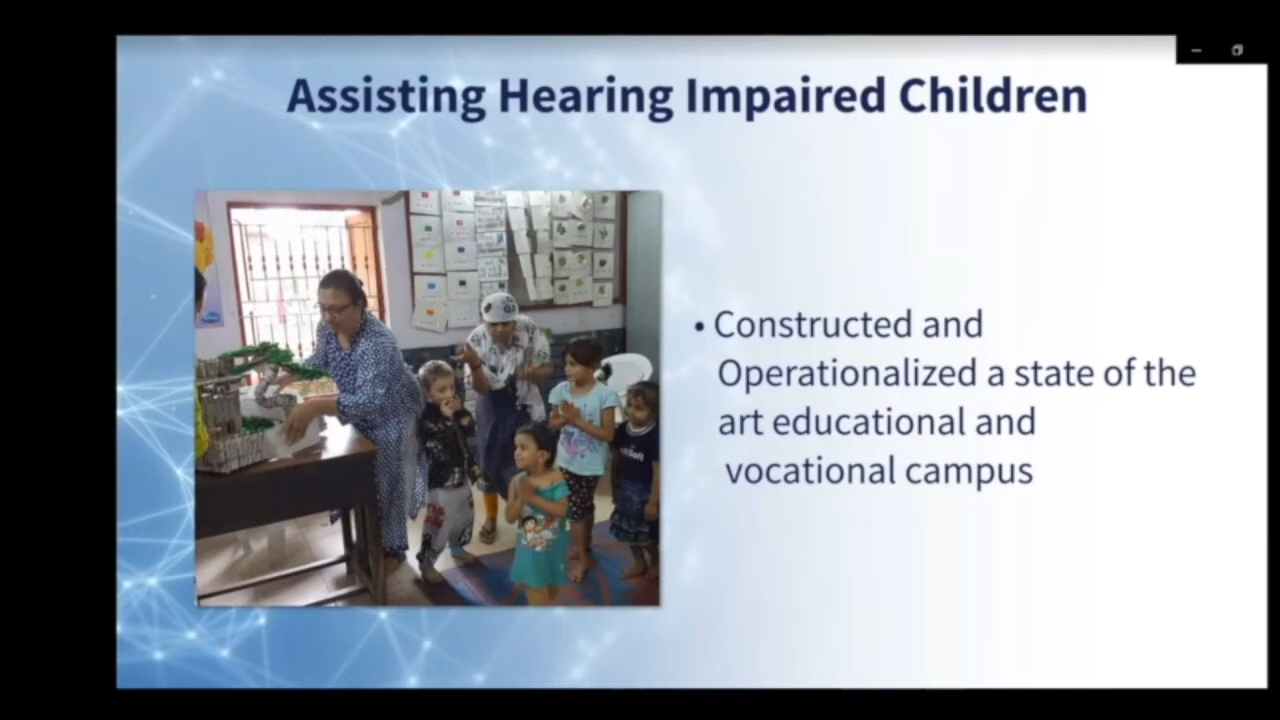 Assisting Hearing Impaired Children
• Constructed and
Operationalized a state of the
art educational and
vocational campus